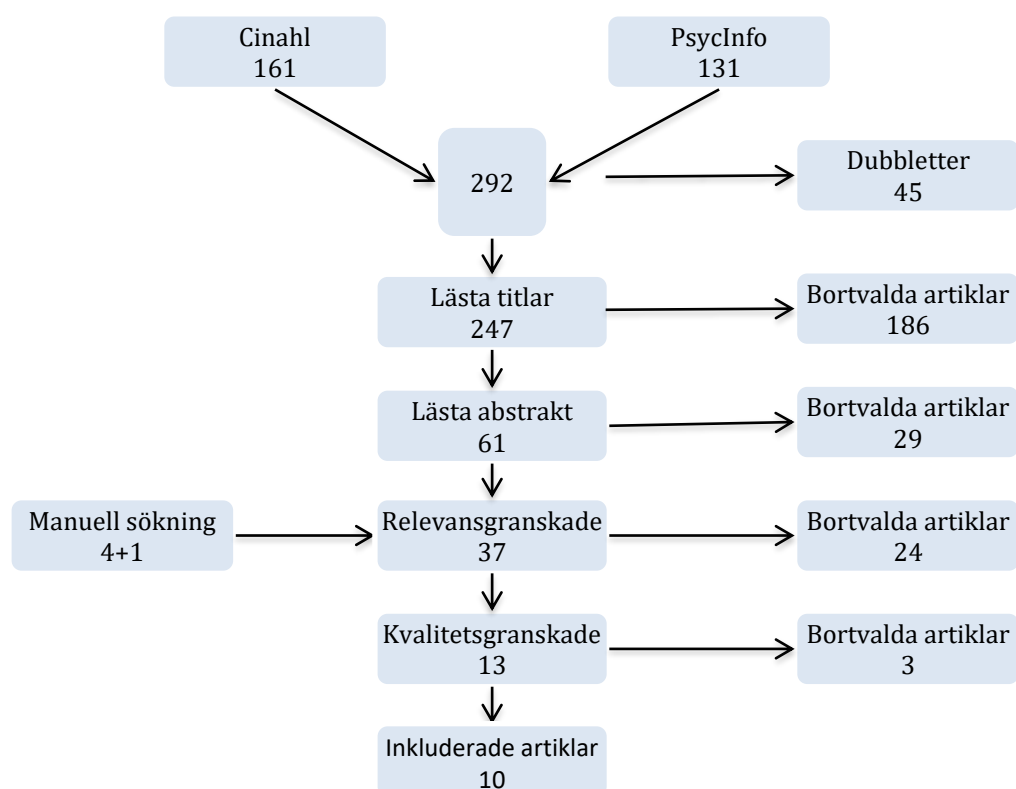 Cinahl
161
PsycInfo
131
292
Dubbletter
45
Lästa titlar
247
Bortvalda artiklar
186
Lästa abstrakt
61
Bortvalda artiklar
29
Manuell sökning
4+1
Relevansgranskade
37
Bortvalda artiklar
24
Kvalitetsgranskade
13
Bortvalda artiklar
3
Inkluderade artiklar
10